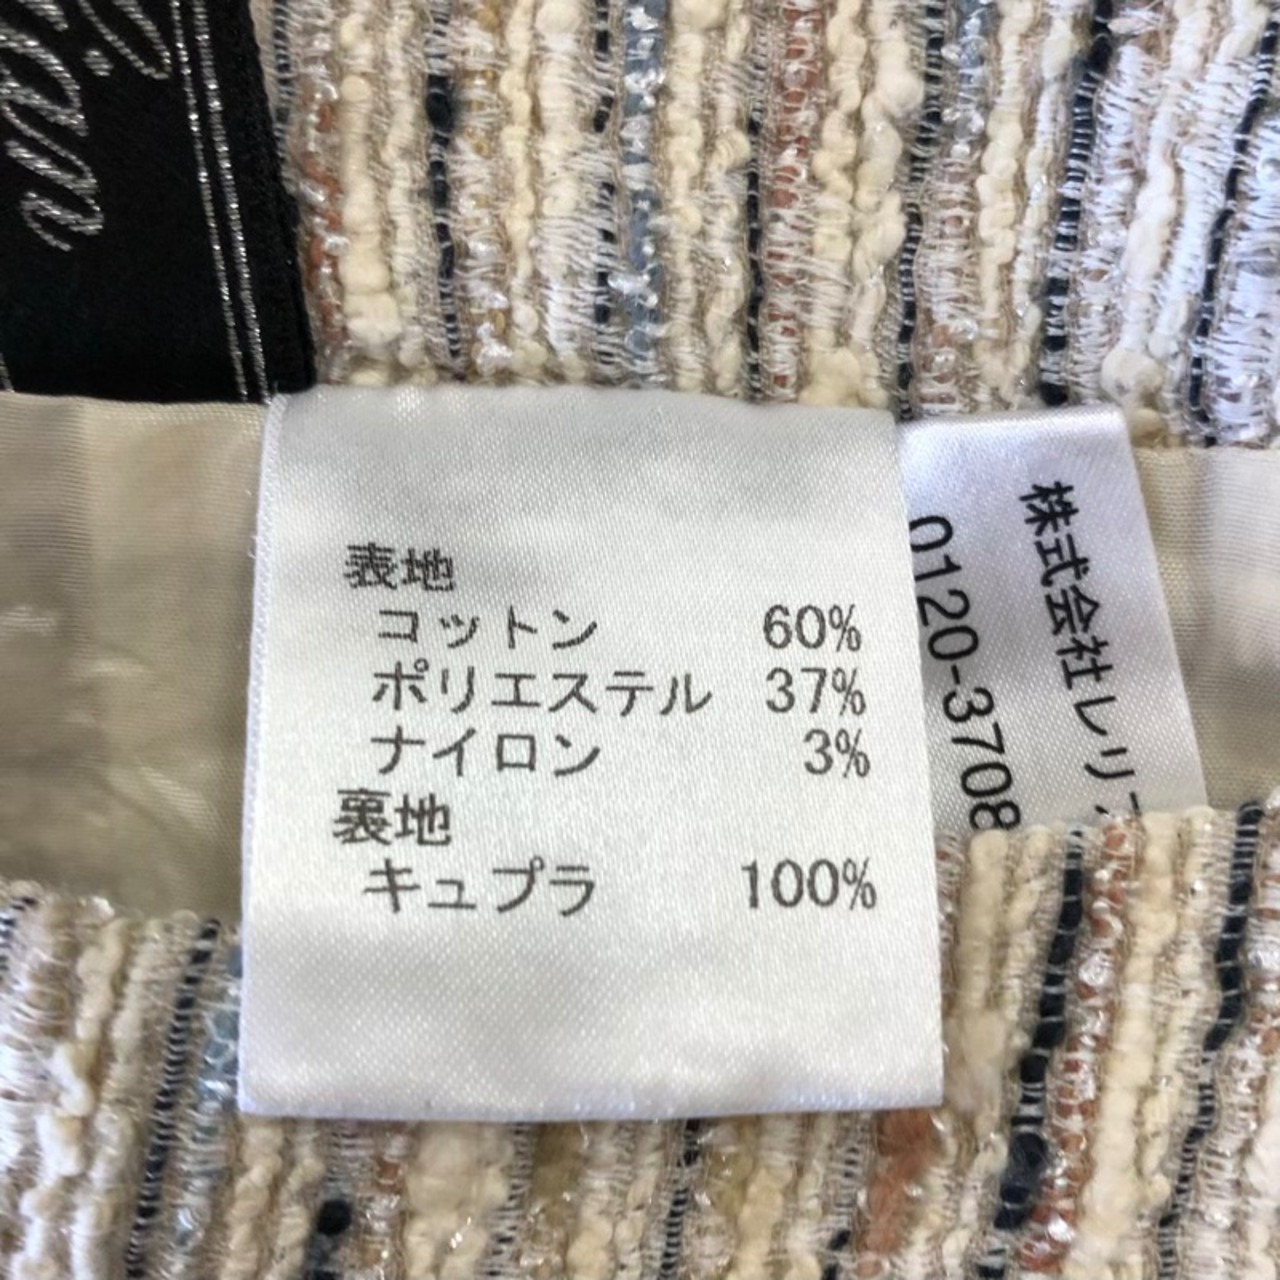 表地
コットン 60%
ポリエステル 37%
ナイロン 3%
裏地
キュプラ 100%
株式会社レリ
0120-3708